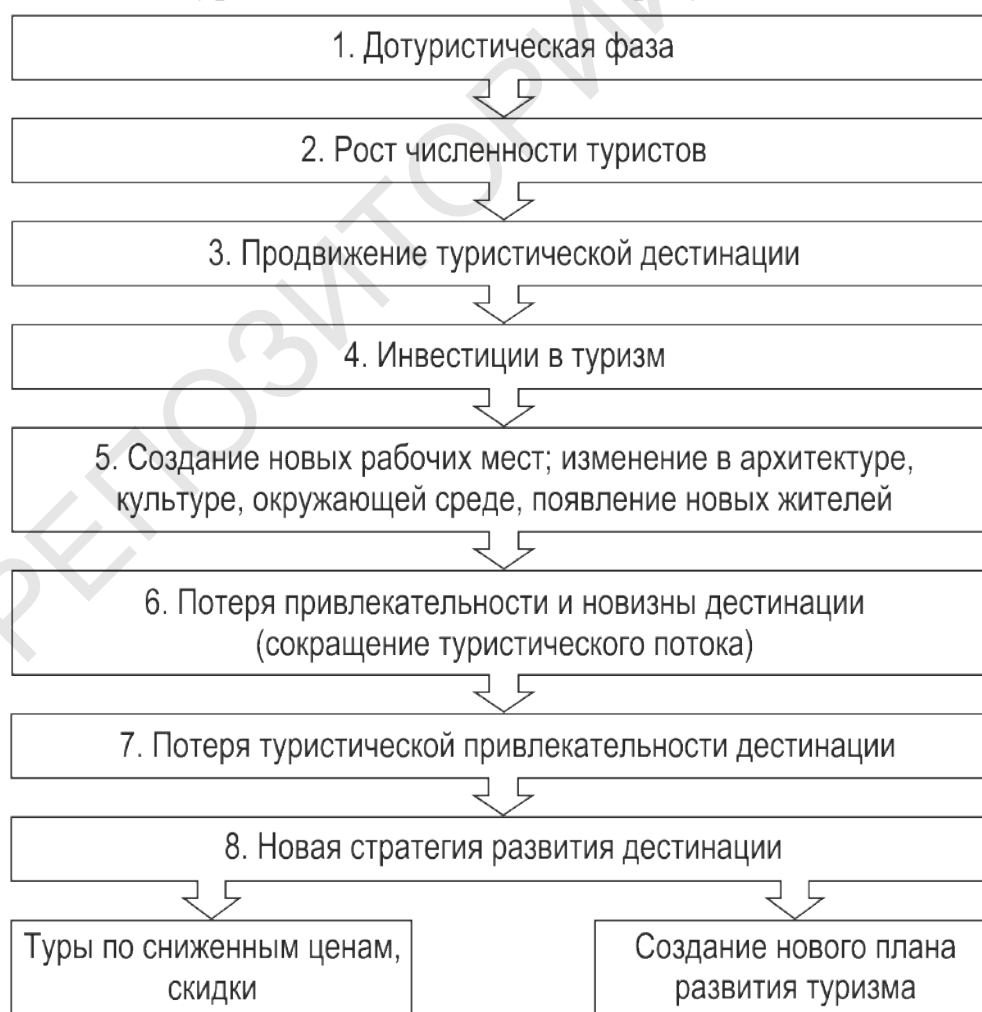 1. Дотуристическая фаза
2. Рост численности туристов
3. Продвижение туристической дестинации
4. Инвестиции в туризм
5. Создание новых рабочих мест; изменение в архитектуре,
культуре, окружающей среде, появление новых жителей
6. Потеря привлекательности и новизны дестинации
(сокращение туристического потока)
7. Потеря туристической привлекательности дестинации
8. Новая стратегия развития дестинации
Туры по сниженным ценам,
скидки
Создание нового плана
развития туризма
РЕПОЗИТОРИЙ